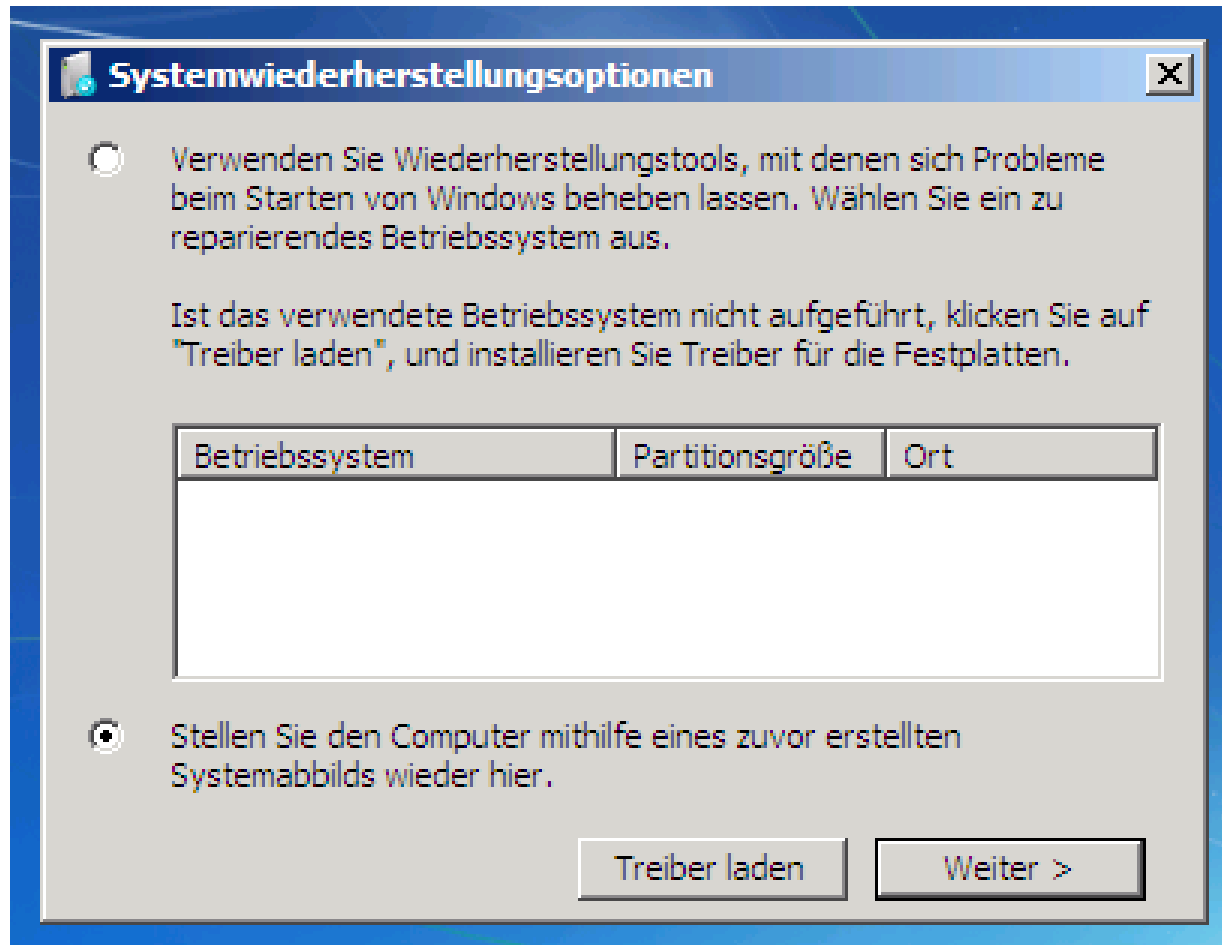 Systemwiederherstellungsoptionen
Verwenden Sie Wiederherstellungstools, mit denen sich Probleme
beim Starten von Windows beheben lassen. Wählen Sie ein zu
reparierendes Betriebssystem aus.
Ist das verwendete Betriebssystem nicht aufgeführt, klicken Sie auf
"Treiber laden", und installieren Sie Treiber für die Festplatten.
Betriebssystem Partitionsgröße Ort
Stellen Sie den Computer mithilfe eines zuvor erstellten
Systemabbilds wieder hier.
Treiber laden Weiter >